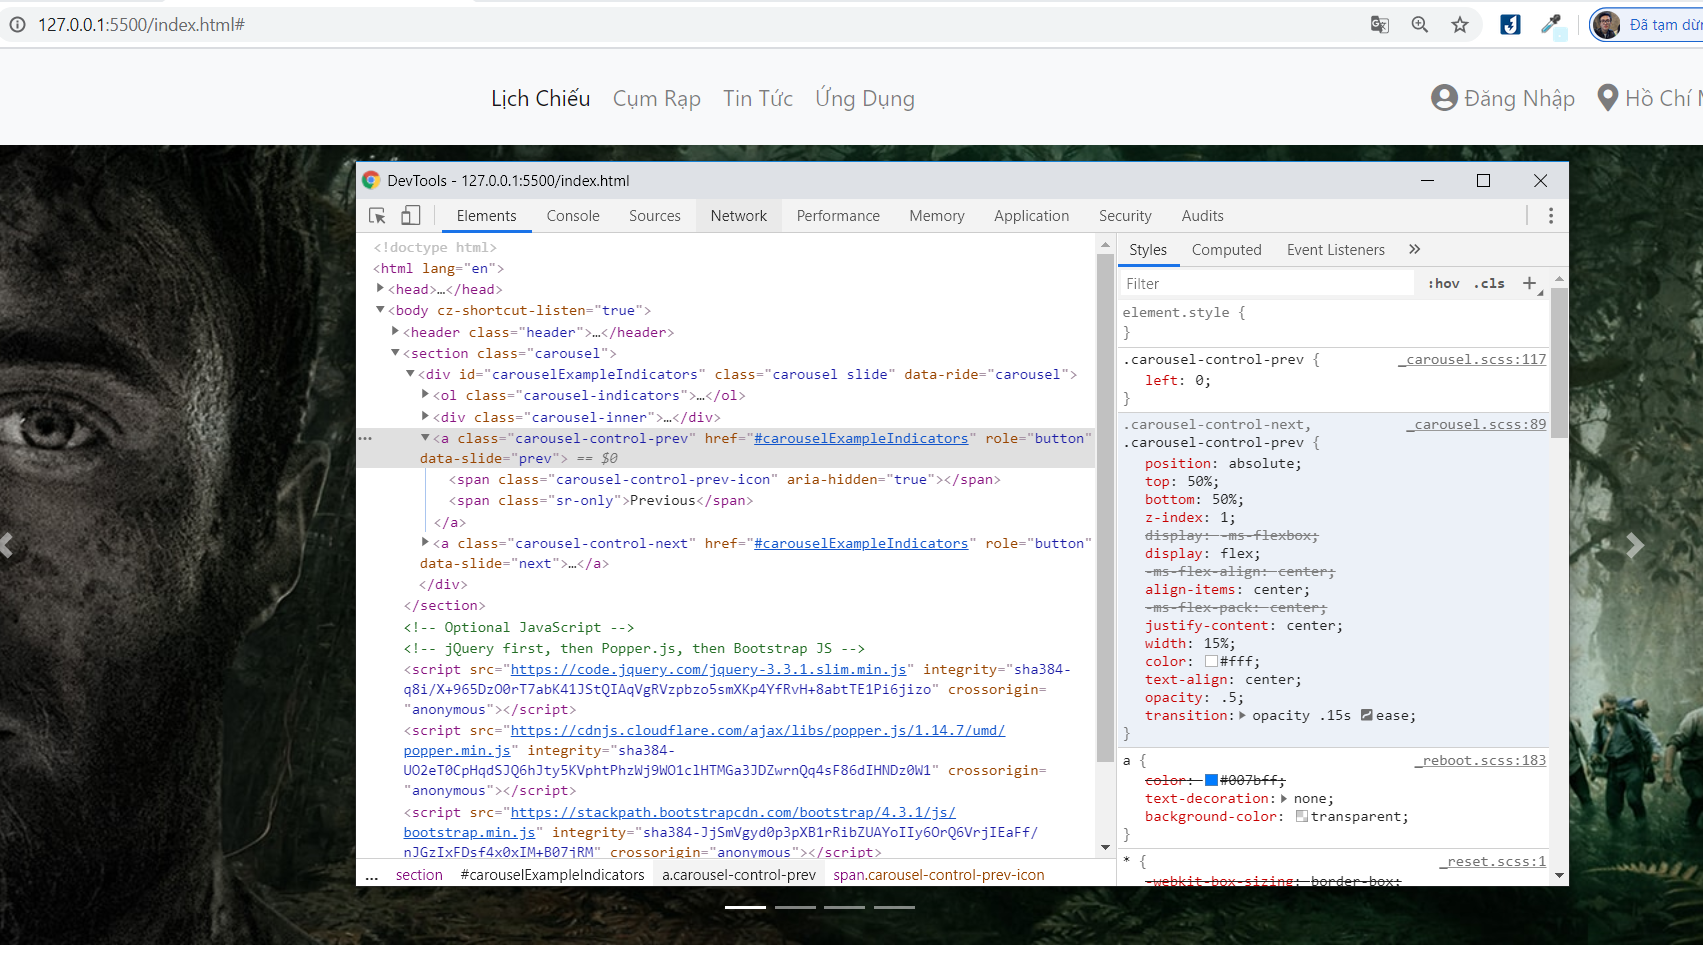 127.0.0.1:5500/index.html#
Đã tạm dừ
Lịch Chiếu Cụm Rạp Tin Tức Ứng Dụng
Đăng Nhập Hồ Chí
DevTools - 127.0.0.1:5500/index.html
Elements Console Sources Network Performance Memory Application Security Audits
<!doctype html>
<html lang="en">
<head>…</head>
<body cz-shortcut-listen="true">
<header class="header">…</header>
<section class="carousel">
<div id="carouselExampleIndicators" class="carousel slide" data-ride="carousel">
<ol class="carousel-indicators">…</ol>
<div class="carousel-inner">…</div>
<a class="carousel-control-prev" href="#carouselExampleIndicators" role="button"
data-slide="prev"> == $0
<span class="carousel-control-prev-icon" aria-hidden="true"></span>
<span class="sr-only">Previous</span>
</a>
<a class="carousel-control-next" href="#carouselExampleIndicators" role="button"
data-slide="next">…</a>
</div>
</section>
<!-- Optional JavaScript -->
<!-- jQuery first, then Popper.js, then Bootstrap JS -->
<script src="https://code.jquery.com/jquery-3.3.1.slim.min.js" integrity="sha384-
q8i/X+965DzO0rT7abK41JStQIAqVgRVzpbzo5smXKp4YfRvH+8abtTE1Pi6jizo" crossorigin=
"anonymous"></script>
<script src="https://cdnjs.cloudflare.com/ajax/libs/popper.js/1.14.7/umd/
popper.min.js" integrity="sha384-
UO2eT0CpHqdSJQ6hJty5KVphtPhzWj9WO1clHTMGa3JDZwrnQq4sF86dIHNDz0W1" crossorigin=
"anonymous"></script>
<script src="https://stackpath.bootstrapcdn.com/bootstrap/4.3.1/js/
bootstrap.min.js" integrity="sha384-JjSmVgyd0p3pXB1rRibZUAYoIIy6OrQ6VrjIEaFf/
nJGzIxFDsf4x0xIM+B07jRM" crossorigin="anonymous"></script>
... section #carouselExampleIndicators a.carousel-control-prev span.carousel-control-prev-icon
Styles Computed Event Listeners »
Filter :hov .cls +
element.style {
}
.carousel-control-prev { _carousel.scss:117
left: 0;
}
.carousel-control-next, _carousel.scss:89
.carousel-control-prev {
position: absolute;
top: 50%;
bottom: 50%;
z-index: 1;
display: -ms-flexbox;
display: flex;
-ms-flex-align: center;
align-items: center;
-ms-flex-pack: center;
justify-content: center;
width: 15%;
color: #fff;
text-align: center;
opacity: .5;
transition: opacity .15s ease;
}
a { _reboot.scss:183
color: #007bff;
text-decoration: none;
background-color: transparent;
}
* { _reset.scss:1
-webkit-box-sizing: border-box;